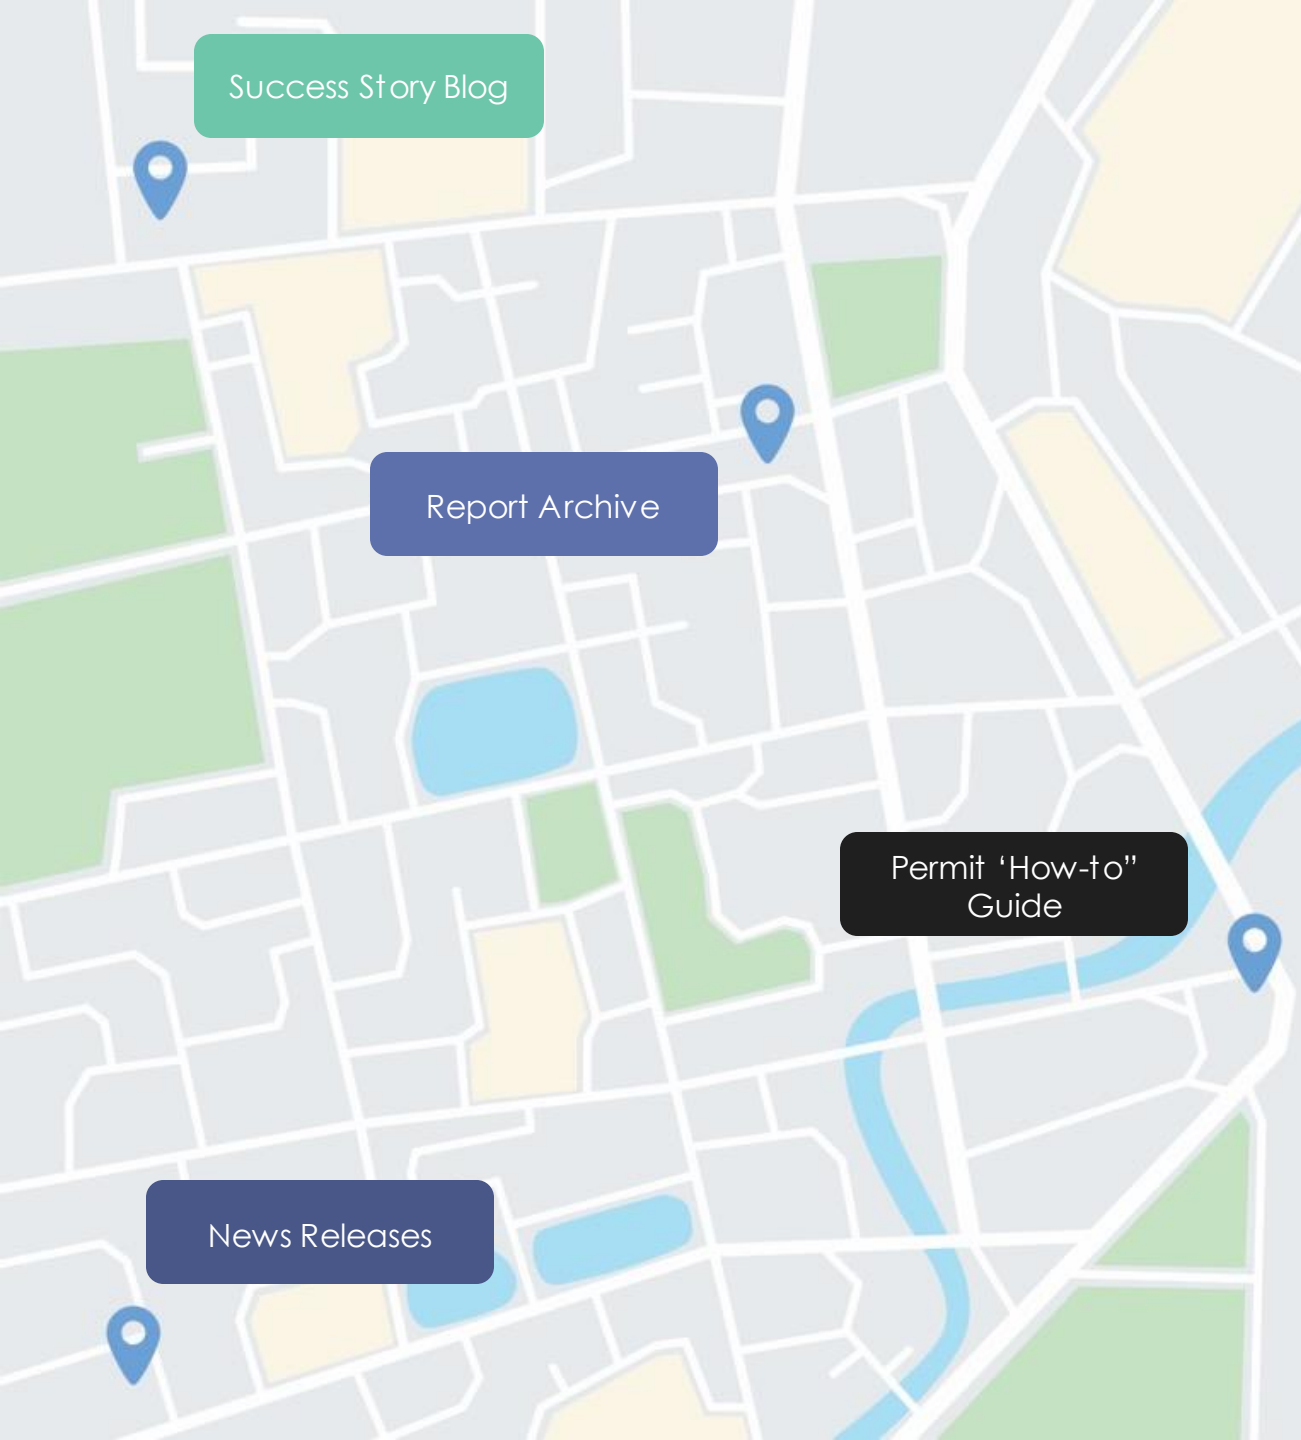 Success Story Blog
Report Archive
Permit ‘How-to”
Guide
News Releases